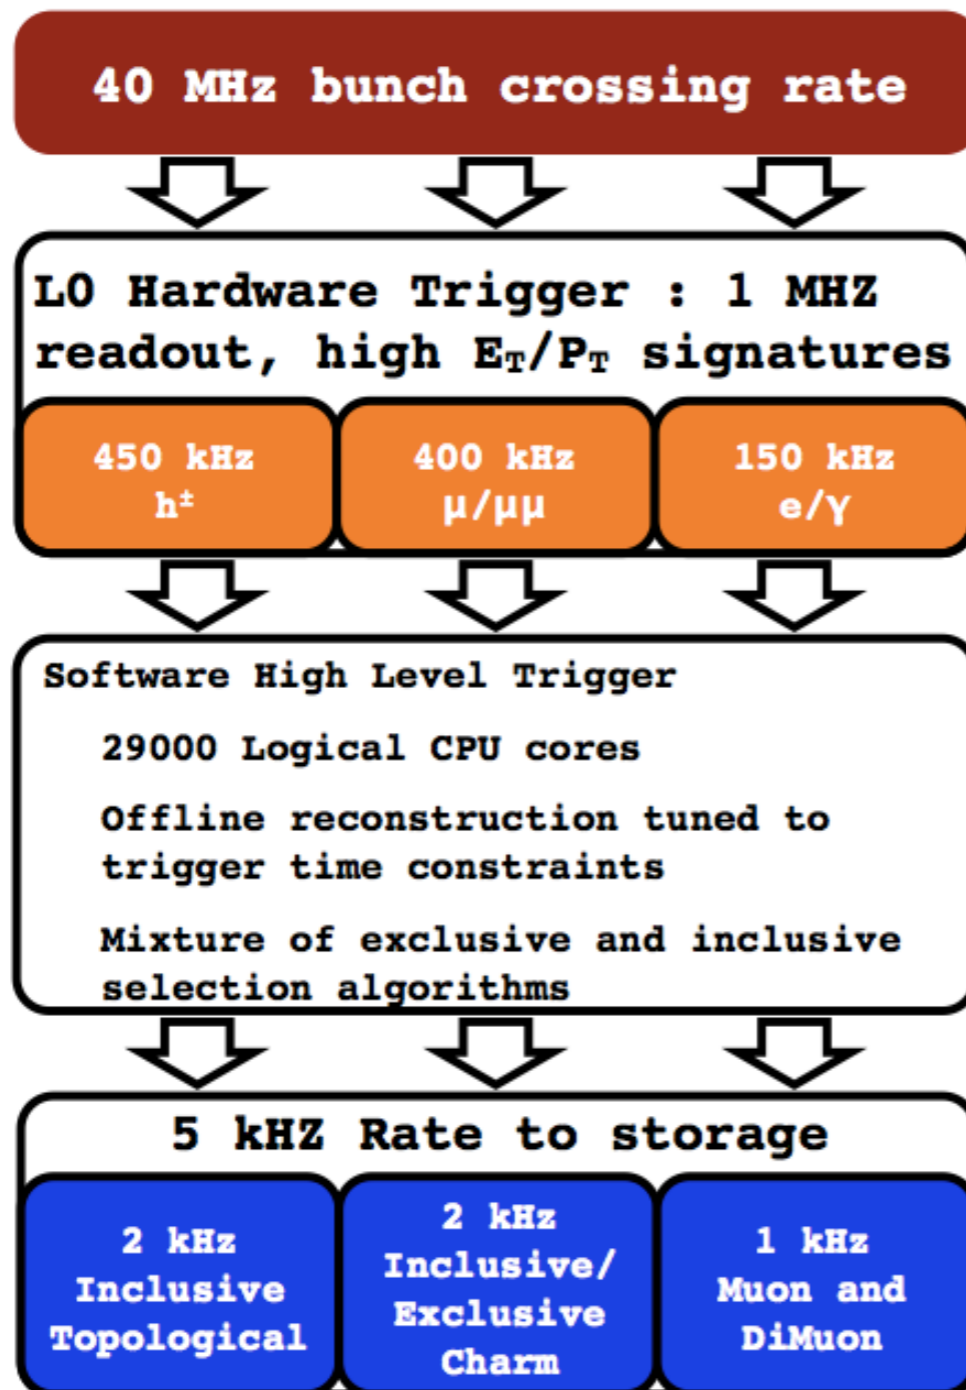 40 MHz bunch crossing rate
L0 Hardware Trigger : 1 MHZ
readout, high ET/PT signatures
450 kHz
h±
400 kHz
μ/μμ
150 kHz
e/γ
Software High Level Trigger
29000 Logical CPU cores
Offline reconstruction tuned to
trigger time constraints
Mixture of exclusive and inclusive
selection algorithms
5 kHZ Rate to storage
2 kHz
Inclusive
Topological
2 kHz
Inclusive/
Exclusive
Charm
1 kHz
Muon and
DiMuon